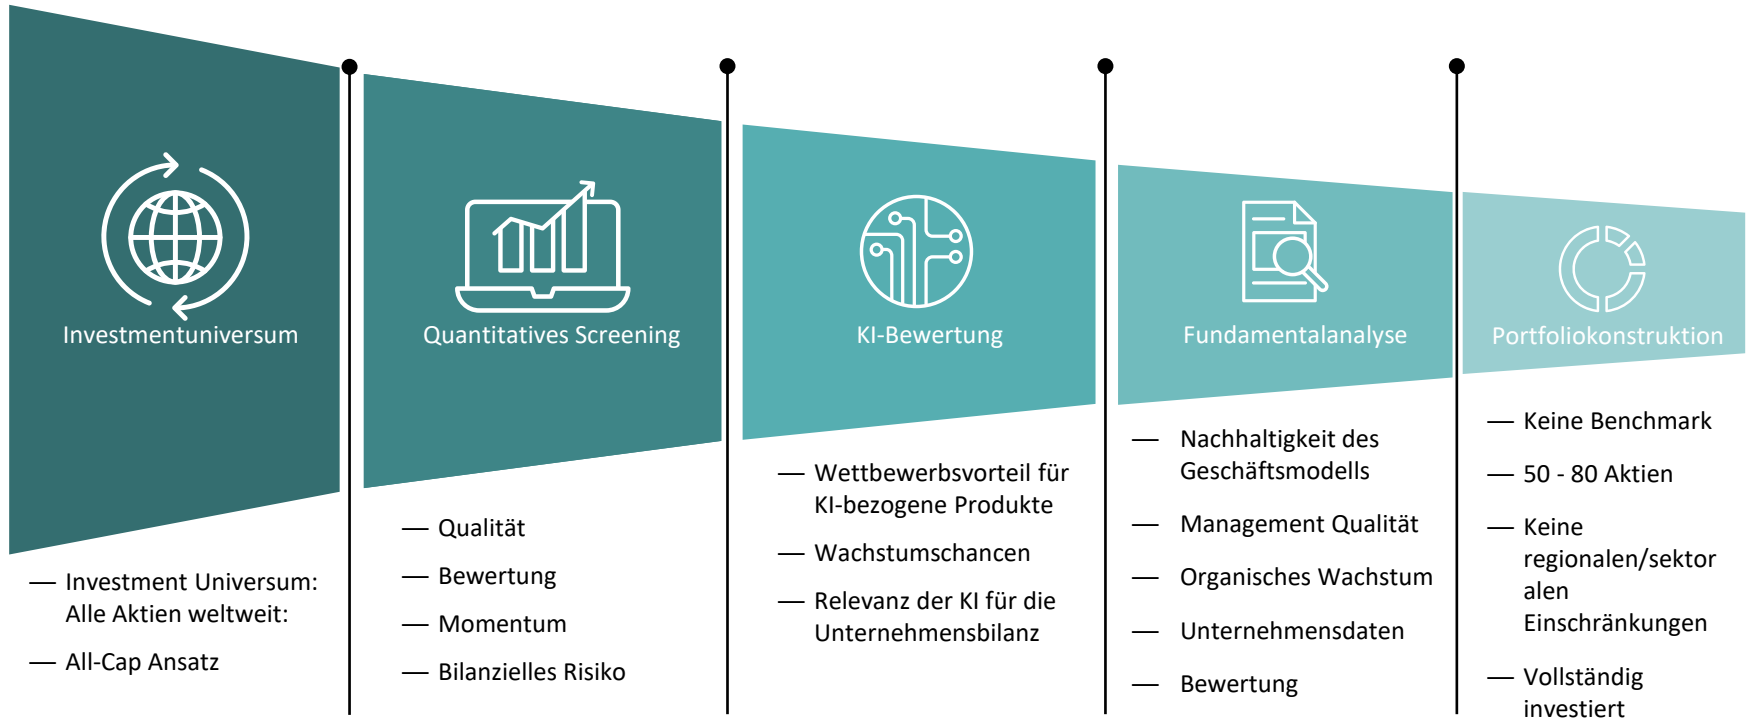 Investmentuniversum
— Investment Universum:
Alle Aktien weltweit:
— All-Cap Ansatz
Quantitatives Screening
— Qualität
— Bewertung
— Momentum
— Bilanzielles Risiko
KI-Bewertung
— Wettbewerbsvorteil für
KI-bezogene Produkte
— Wachstumschancen
— Relevanz der KI für die
Unternehmensbilanz
Fundamentalanalyse
— Nachhaltigkeit des
Geschäftsmodells
— Management Qualität
— Organisches Wachstum
— Unternehmensdaten
— Bewertung
Portfoliokonstruktion
— Keine Benchmark
— 50 - 80 Aktien
— Keine
regionalen/sektor
alen
Einschränkungen
— Vollständig
investiert